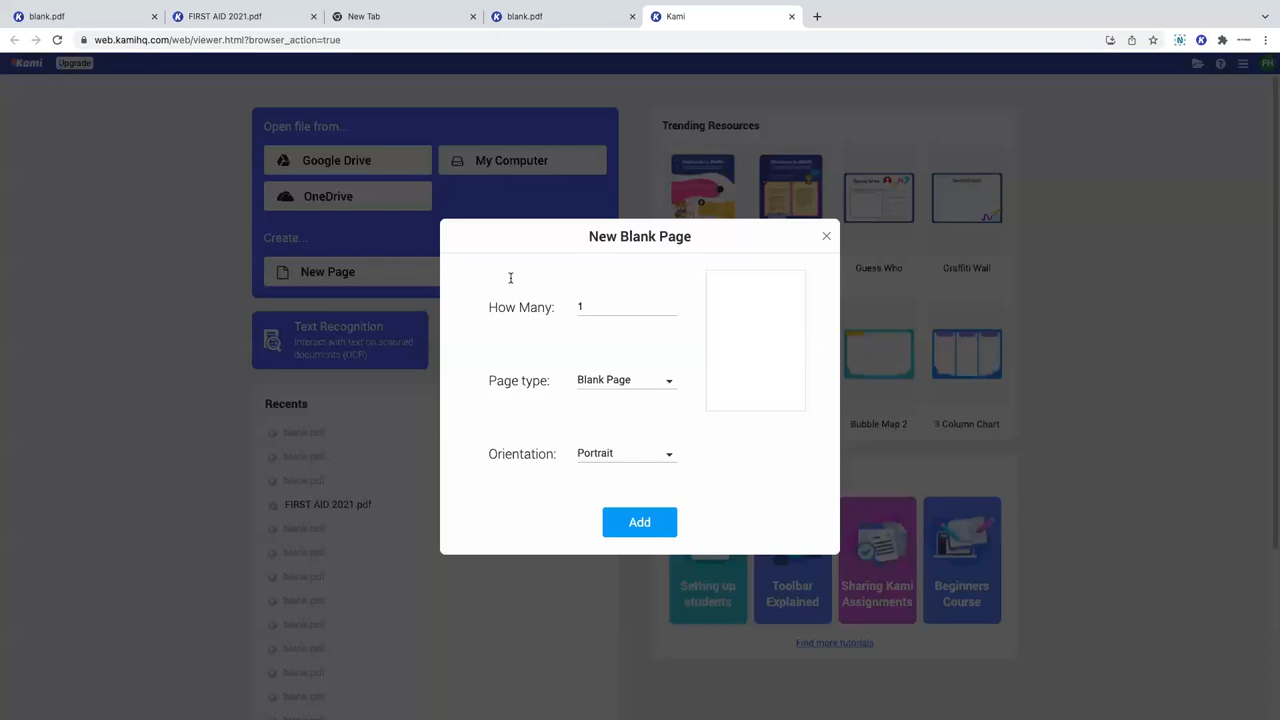 blank.pdf
FIRST AID 2021.pdf
New Tab
blank.pdf
Kami
web.kamihq.com/web/viewer.html?browser_action=true
Kami
Upgrade
PH
Open file from...
Google Drive
My Computer
OneDrive
Create...
New Page
Text Recognition
Interact with text on scanned
documents (OCR)
Recents
blank.pdf
blank.pdf
blank.pdf
FIRST AID 2021.pdf
blank.pdf
blank.pdf
blank.pdf
blank.pdf
blank.pdf
blank.pdf
blank.pdf
blank.pdf
Trending Resources
Guess Who
Graffiti Wall
Bubble Map 2
3 Column Chart
New Blank Page
How Many:
1
Page type:
Blank Page
Orientation:
Portrait
Add
Setting up
students
Toolbar
Explained
Sharing Kami
Assignments
Beginners
Course
Find more tutorials